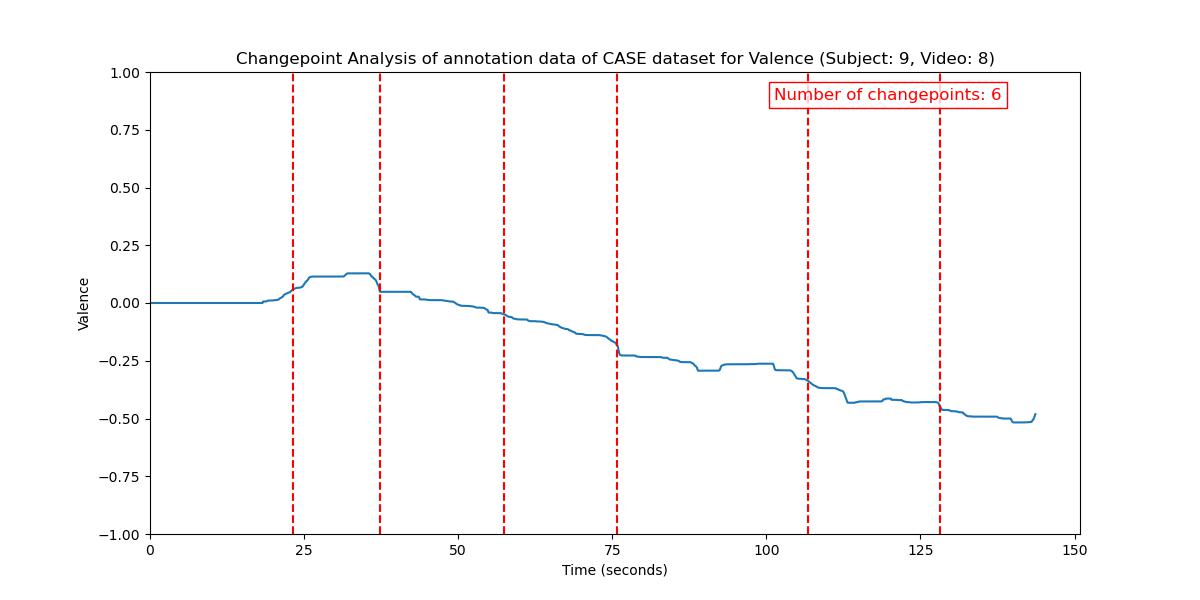 Changepoint Analysis of annotation data of CASE dataset for Valence (Subject: 9, Video: 8)
Number of changepoints: 6
1.00
0.75
0.50
0.25
0.00
−0.25
−0.50
−0.75
−1.00
Valence
0 25 50 75 100 125 150
Time (seconds)